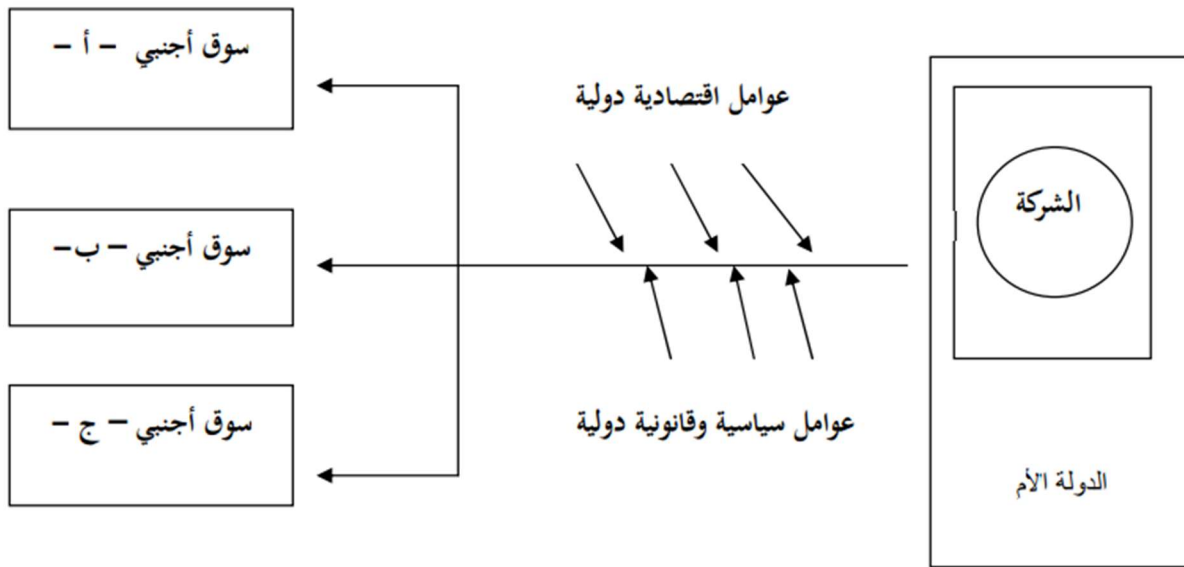 سوق أجنبي – أ –
عوامل اقتصادية دولية
الشركة
سوق أجنبي – ب–
سوق أجنبي – ج –
عوامل سياسية وقانونية دولية
الدولة الأم